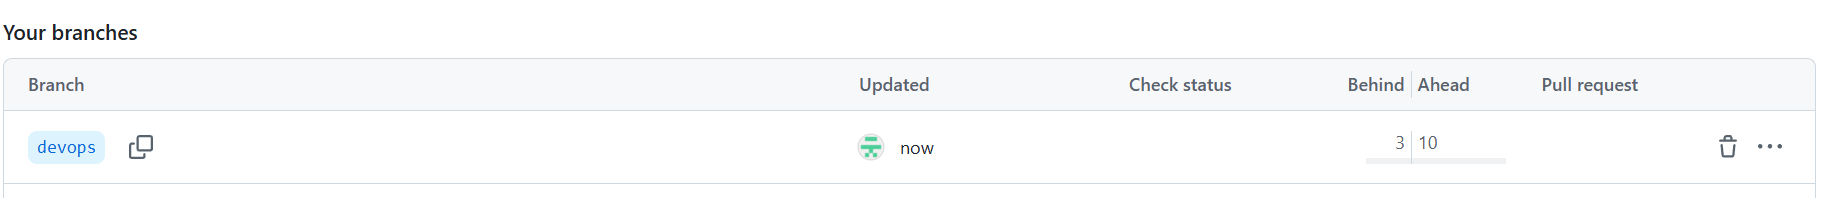 Your branches
Branch Updated Check status Behind Ahead Pull request
devops now 3 10